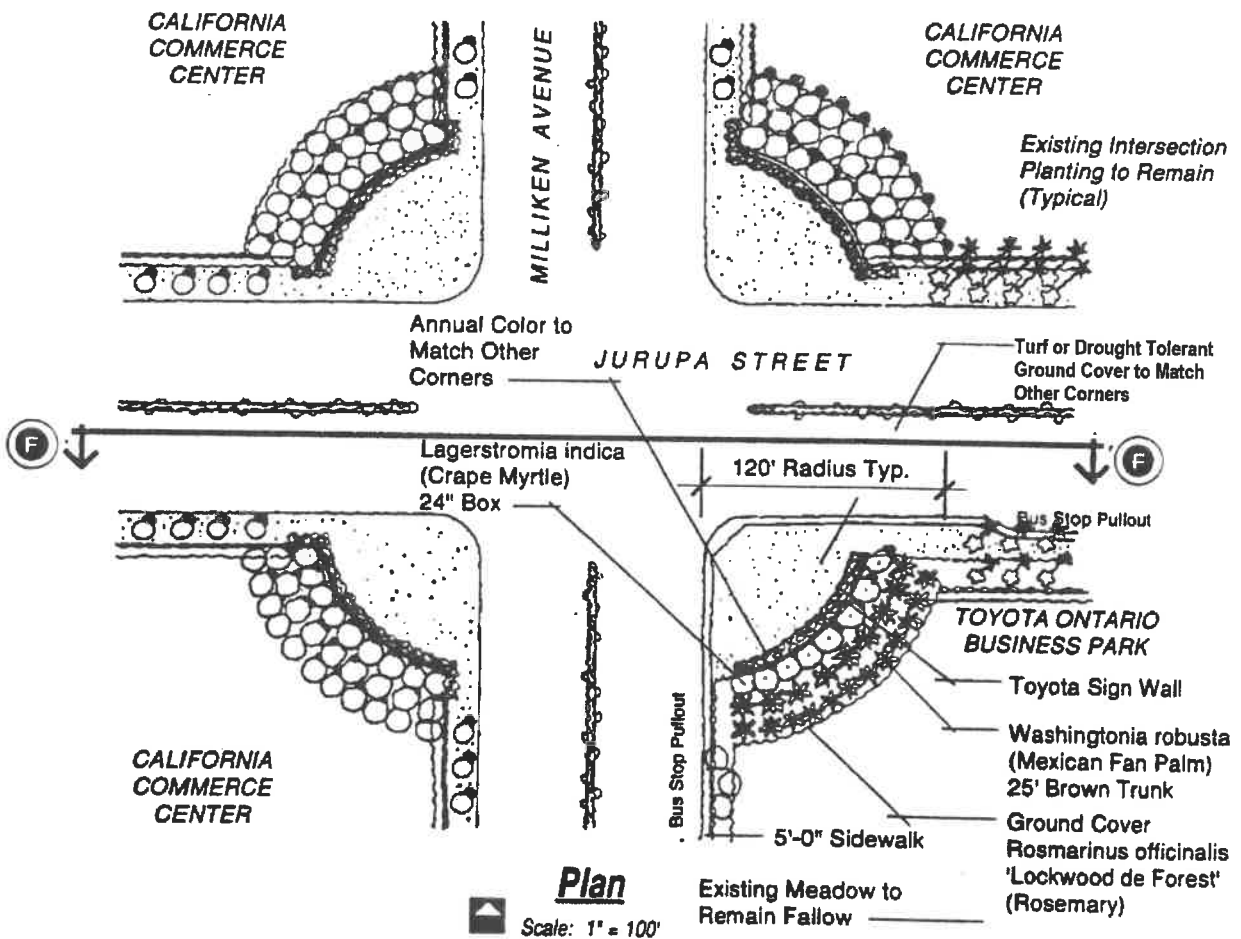 CALIFORNIA
COMMERCE
CENTER
MILLIKEN AVENUE
CALIFORNIA
COMMERCE
CENTER
Existing Intersection
Planting to Remain
(Typical)
Annual Color to
Match Other
Corners
JURUPA STREET
Turf or Drought Tolerant
Ground Cover to Match
Other Corners
F
F
Lagerstromia indica
(Crape Myrtle)
24" Box
120' Radius Typ.
Bus Stop Pullout
TOYOTA ONTARIO
BUSINESS PARK
Toyota Sign Wall
Washingtonia robusta
(Mexican Fan Palm)
25' Brown Trunk
Ground Cover
Rosmarinus officinalis
'Lockwood de Forest'
(Rosemary)
CALIFORNIA
COMMERCE
CENTER
Bus Stop Pullout
5'-0" Sidewalk
Plan
Scale: 1" = 100'
Existing Meadow to
Remain Fallow